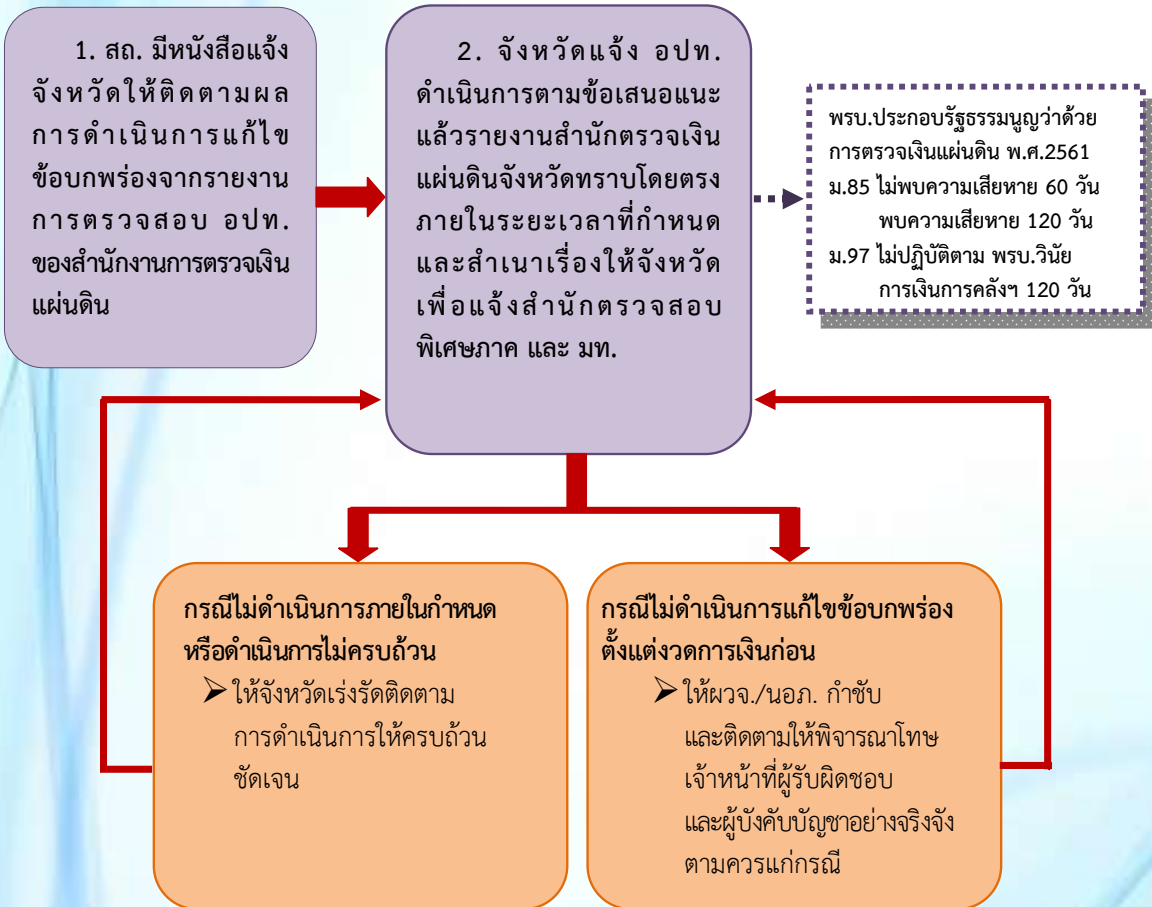 1. สถ. มีหนังสือแจ้ง
จังหวัดให้ติดตามผล
การดำเนินการแก้ไข
ข้อบกพร่องจากรายงาน
การตรวจสอบ อปท.
ของสำนักงานการตรวจเงิน
แผ่นดิน
2. จังหวัดแจ้ง อปท.
ดำเนินการตามข้อเสนอแนะ
แล้วรายงานสำนักตรวจเงิน
แผ่นดินจังหวัดทราบโดยตรง
ภายในระยะเวลาที่กำหนด
และสำเนาเรื่องให้จังหวัด
เพื่อแจ้งสำนักตรวจสอบ
พิเศษภาค และ มท.
พรบ.ประกอบรัฐธรรมนูญว่าด้วย
การตรวจเงินแผ่นดิน พ.ศ.2561
ม.85 ไม่พบความเสียหาย 60 วัน
พบความเสียหาย 120 วัน
ม.97 ไม่ปฏิบัติตาม พรบ.วินัย
การเงินการคลังฯ 120 วัน
กรณีไม่ดำเนินการภายในกำหนด
หรือดำเนินการไม่ครบถ้วน
➢ ให้จังหวัดเร่งรัดติดตาม
การดำเนินการให้ครบถ้วน
ชัดเจน
กรณีไม่ดำเนินการแก้ไขข้อบกพร่อง
ตั้งแต่งวดการเงินก่อน
➢ ให้ผวจ./นอภ. กำชับ
และติดตามให้พิจารณาโทษ
เจ้าหน้าที่ผู้รับผิดชอบ
และผู้บังคับบัญชาอย่างจริงจัง
ตามควรแก่กรณี